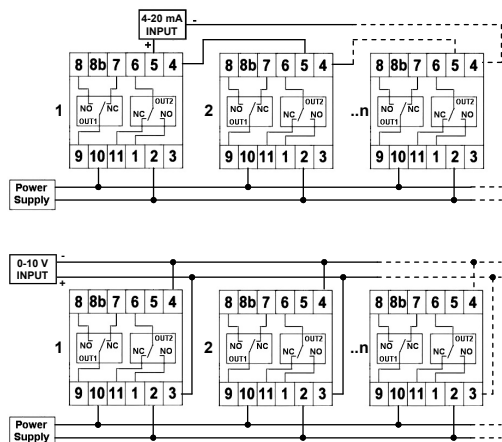 4-20 mA
INPUT
-
+
8 8b 7 6 5 4 8 8b 7 6 5 4 8 8b 7 6 5 4
1 NO NC OUT2 2 NO NC OUT2 ..n NO NC OUT2
OUT1 NC NO OUT1 NC NO OUT1 NC NO
9 10 11 1 2 3 9 10 11 1 2 3 9 10 11 1 2 3
Power
Supply
0-10 V
INPUT
-
+
8 8b 7 6 5 4 8 8b 7 6 5 4 8 8b 7 6 5 4
1 NO NC OUT2 2 NO NC OUT2 ..n NO NC OUT2
OUT1 NC NO OUT1 NC NO OUT1 NC NO
9 10 11 1 2 3 9 10 11 1 2 3 9 10 11 1 2 3
Power
Supply